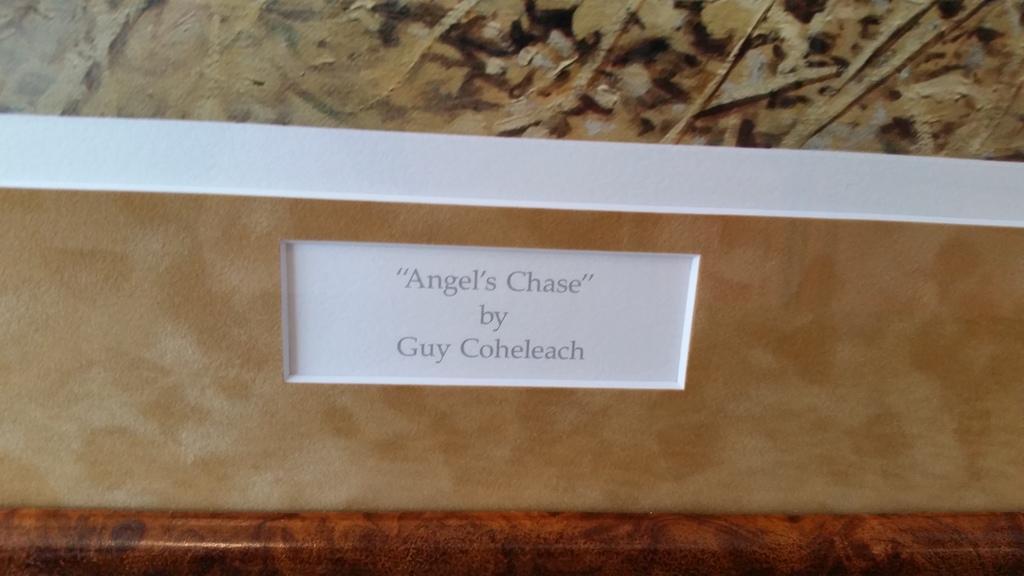 “Angel’s Chase”
by
Guy Coheleach